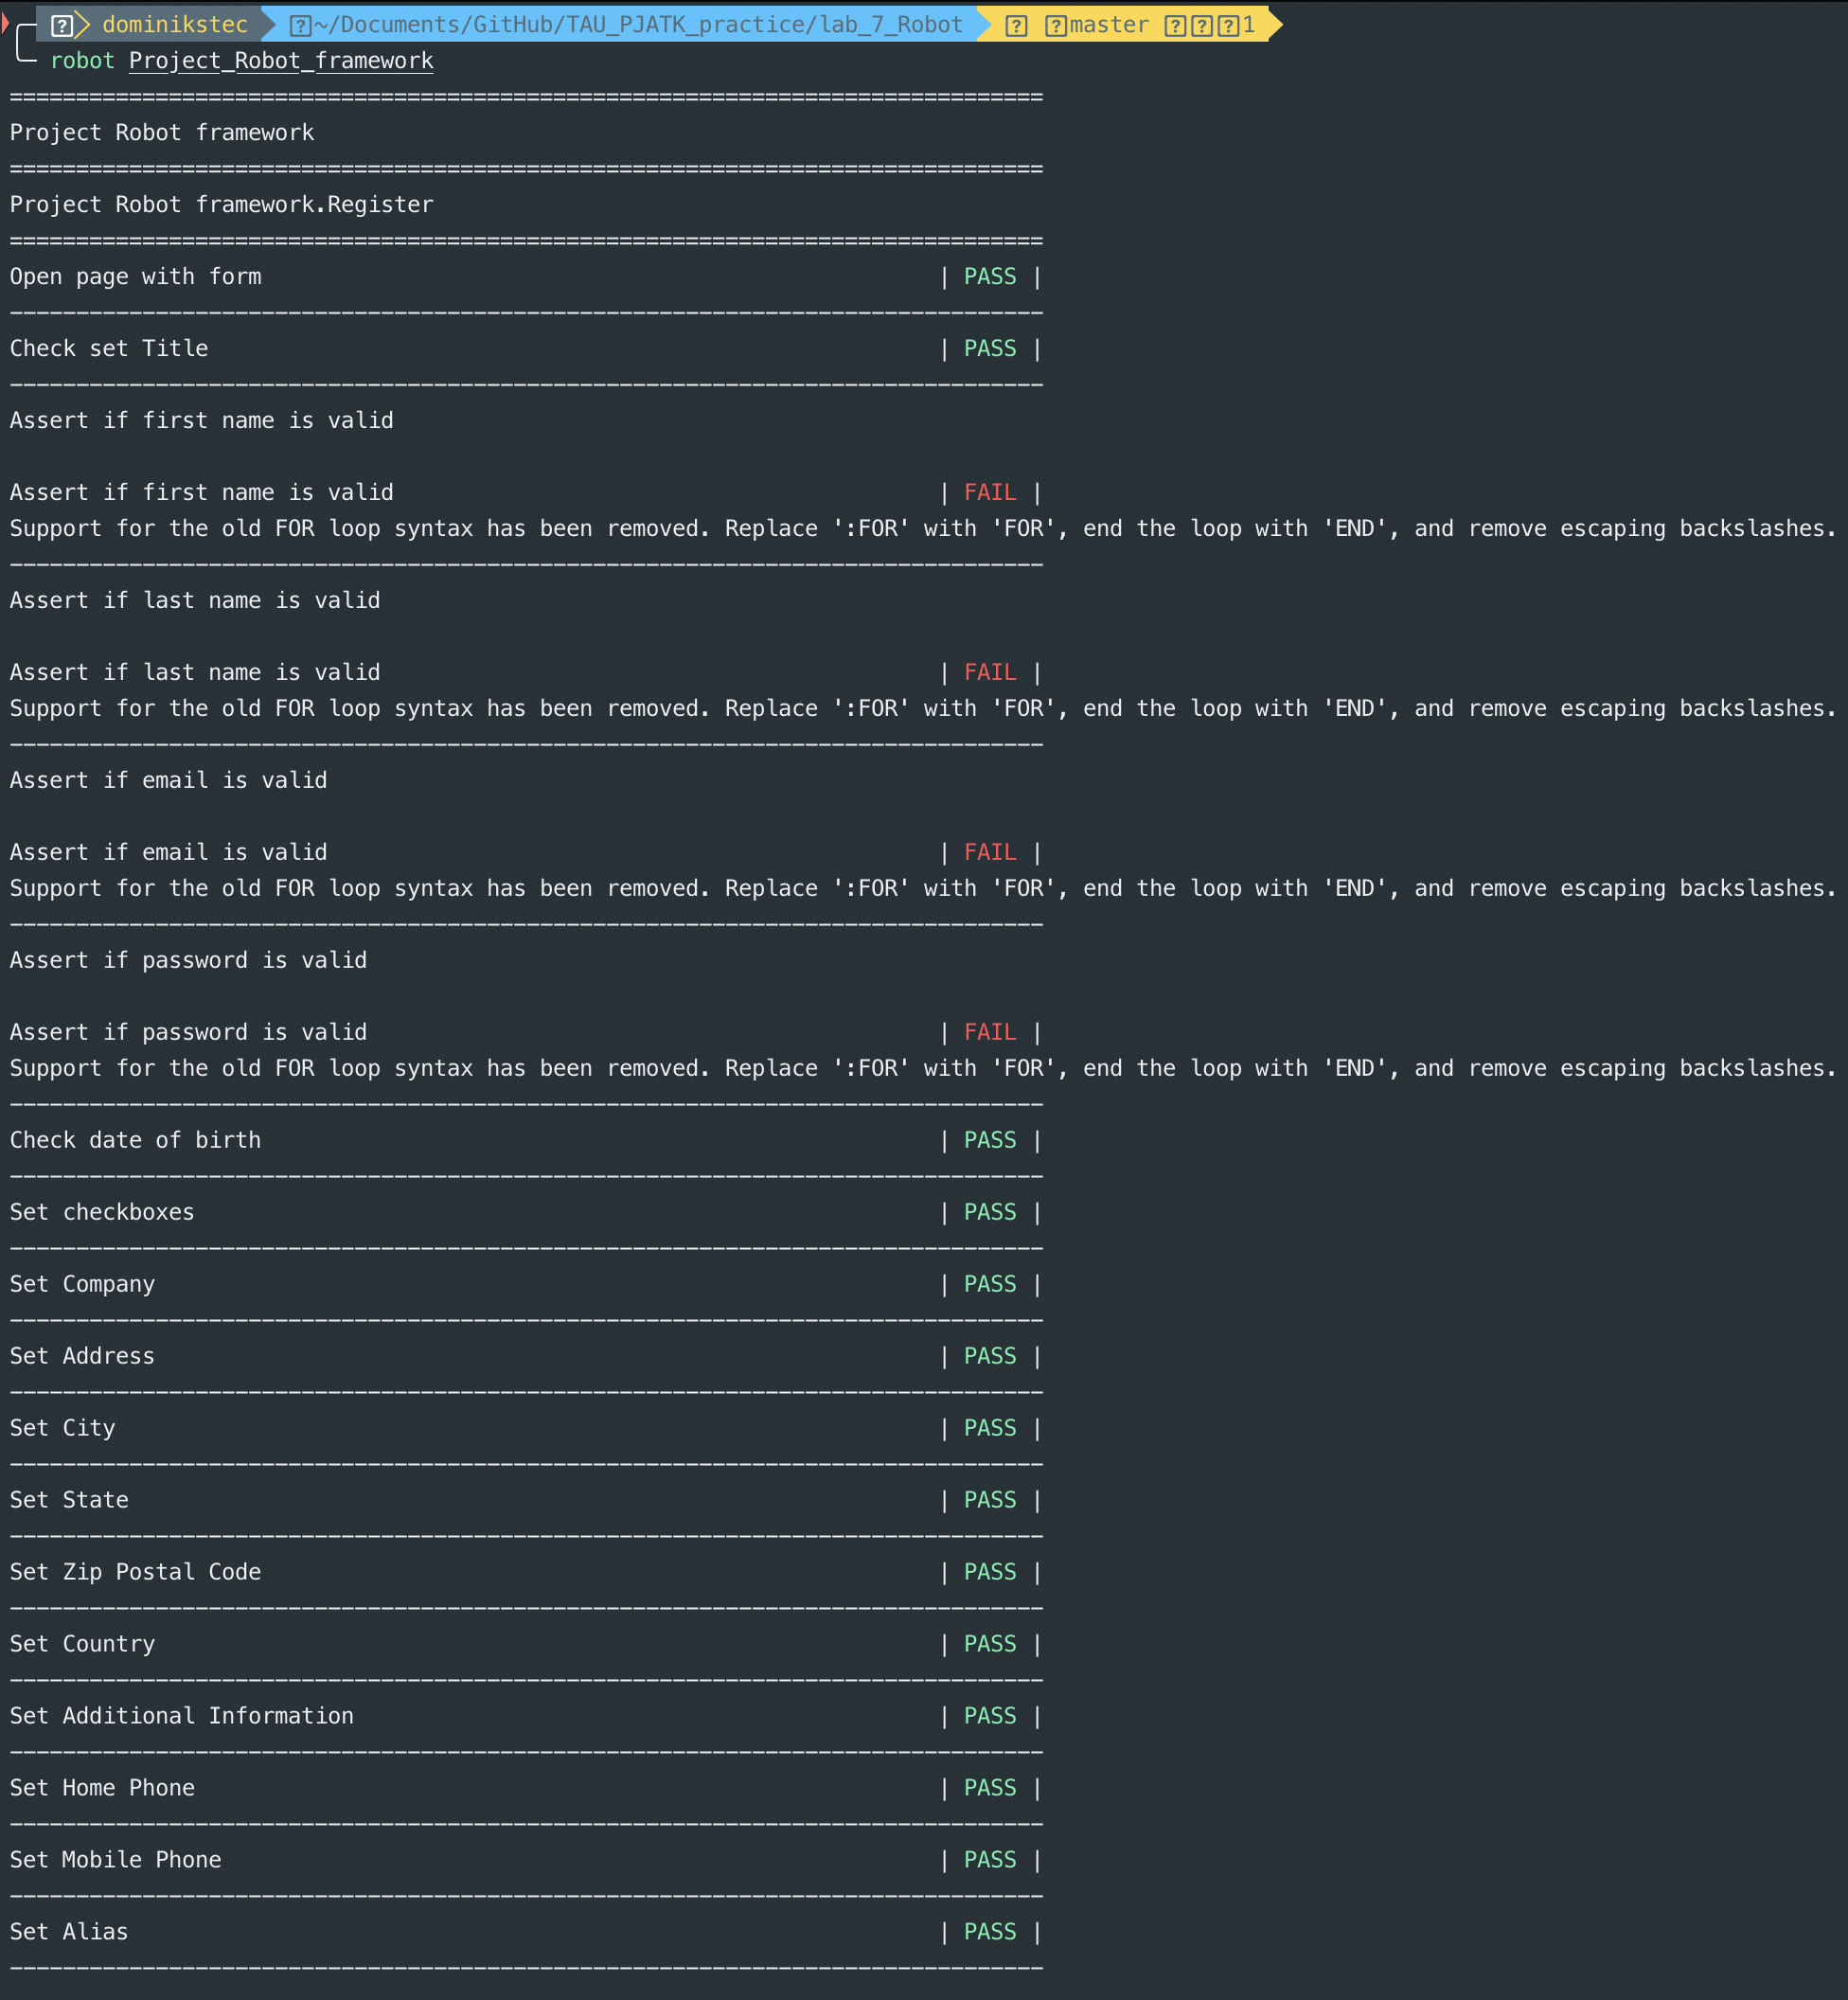 dominikstec ~/Documents/GitHub/TAU_PJATK_practice/lab_7_Robot master 1
robot Project_Robot_framework
==============================================================================
Project Robot framework
==============================================================================
Project Robot framework.Register
==============================================================================
Open page with form | PASS |
------------------------------------------------------------------------------
Check set Title | PASS |
------------------------------------------------------------------------------
Assert if first name is valid
Assert if first name is valid | FAIL |
Support for the old FOR loop syntax has been removed. Replace ':FOR' with 'FOR', end the loop with 'END', and remove escaping backslashes.
------------------------------------------------------------------------------
Assert if last name is valid
Assert if last name is valid | FAIL |
Support for the old FOR loop syntax has been removed. Replace ':FOR' with 'FOR', end the loop with 'END', and remove escaping backslashes.
------------------------------------------------------------------------------
Assert if email is valid
Assert if email is valid | FAIL |
Support for the old FOR loop syntax has been removed. Replace ':FOR' with 'FOR', end the loop with 'END', and remove escaping backslashes.
------------------------------------------------------------------------------
Assert if password is valid
Assert if password is valid | FAIL |
Support for the old FOR loop syntax has been removed. Replace ':FOR' with 'FOR', end the loop with 'END', and remove escaping backslashes.
------------------------------------------------------------------------------
Check date of birth | PASS |
------------------------------------------------------------------------------
Set checkboxes | PASS |
------------------------------------------------------------------------------
Set Company | PASS |
------------------------------------------------------------------------------
Set Address | PASS |
------------------------------------------------------------------------------
Set City | PASS |
------------------------------------------------------------------------------
Set State | PASS |
------------------------------------------------------------------------------
Set Zip Postal Code | PASS |
------------------------------------------------------------------------------
Set Country | PASS |
------------------------------------------------------------------------------
Set Additional Information | PASS |
------------------------------------------------------------------------------
Set Home Phone | PASS |
------------------------------------------------------------------------------
Set Mobile Phone | PASS |
------------------------------------------------------------------------------
Set Alias | PASS |
------------------------------------------------------------------------------